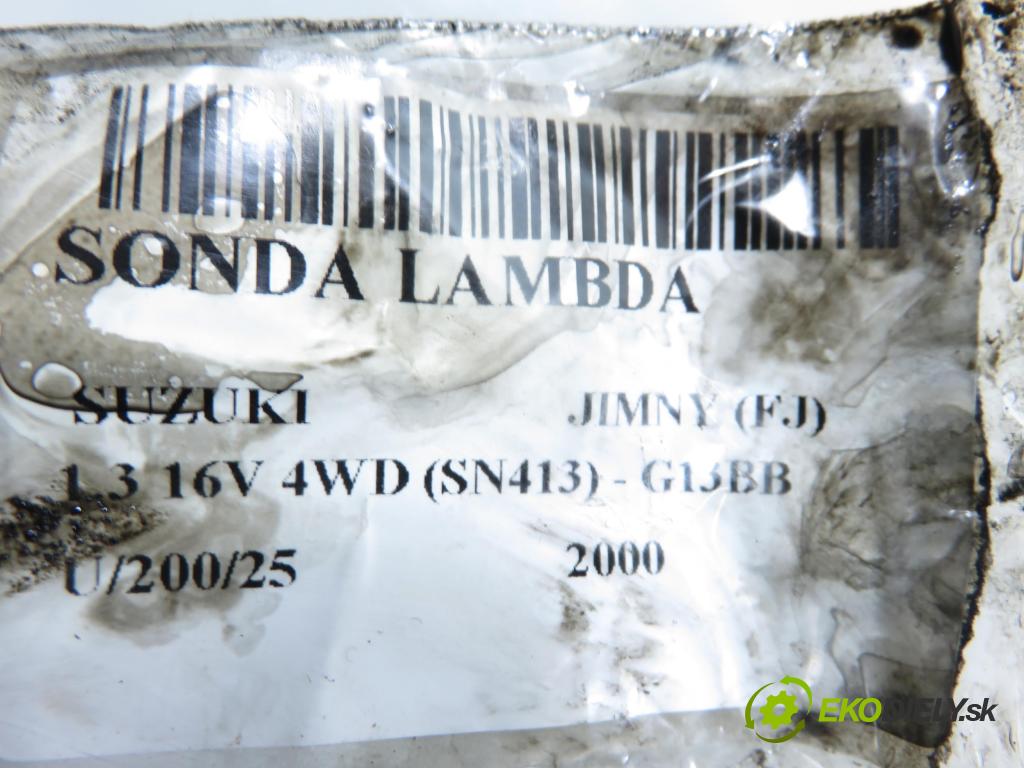 SONDA LAMBDA
SUZUKI JIMNY (FJ)
1.3 16V 4WD (SN413) - G13BB
U/200/25 2000
EKODIELY.sk